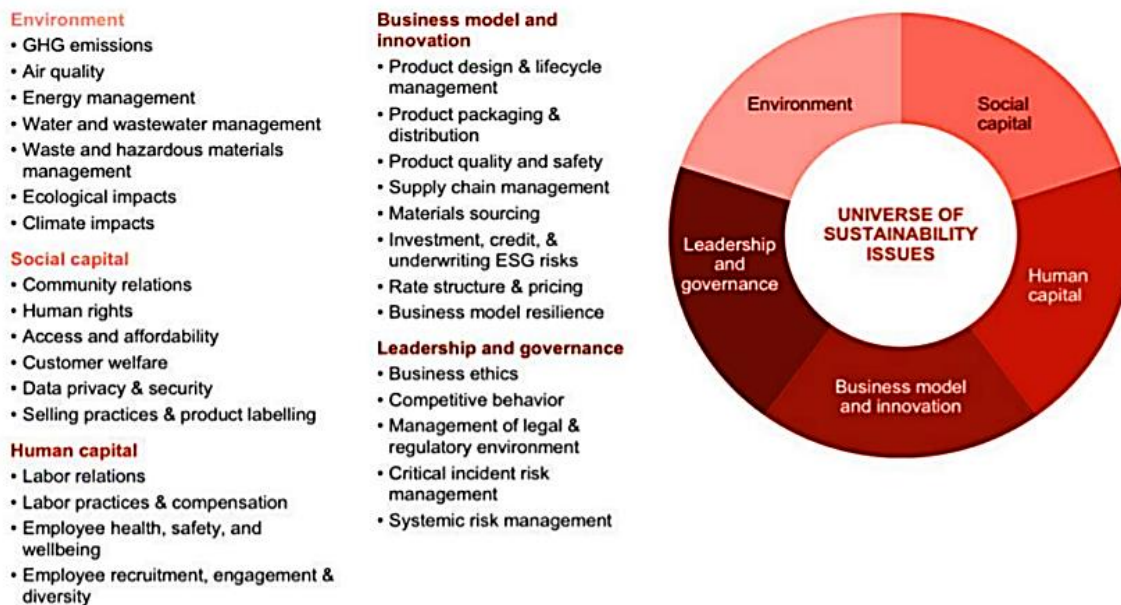 Environment
• GHG emissions
• Air quality
• Energy management
• Water and wastewater management
• Waste and hazardous materials
management
• Ecological impacts
• Climate impacts
Social capital
• Community relations
• Human rights
• Access and affordability
• Customer welfare
• Data privacy & security
• Selling practices & product labelling
Human capital
• Labor relations
• Labor practices & compensation
• Employee health, safety, and
wellbeing
• Employee recruitment, engagement &
diversity
Business model and
innovation
• Product design & lifecycle
management
• Product packaging &
distribution
• Product quality and safety
• Supply chain management
• Materials sourcing
• Investment, credit, &
underwriting ESG risks
• Rate structure & pricing
• Business model resilience
Leadership and governance
• Business ethics
• Competitive behavior
• Management of legal &
regulatory environment
• Critical incident risk
management
• Systemic risk management
Environment
Social
capital
Human
capital
Business model
and innovation
Leadership
and
governance
UNIVERSE OF
SUSTAINABILITY
ISSUES